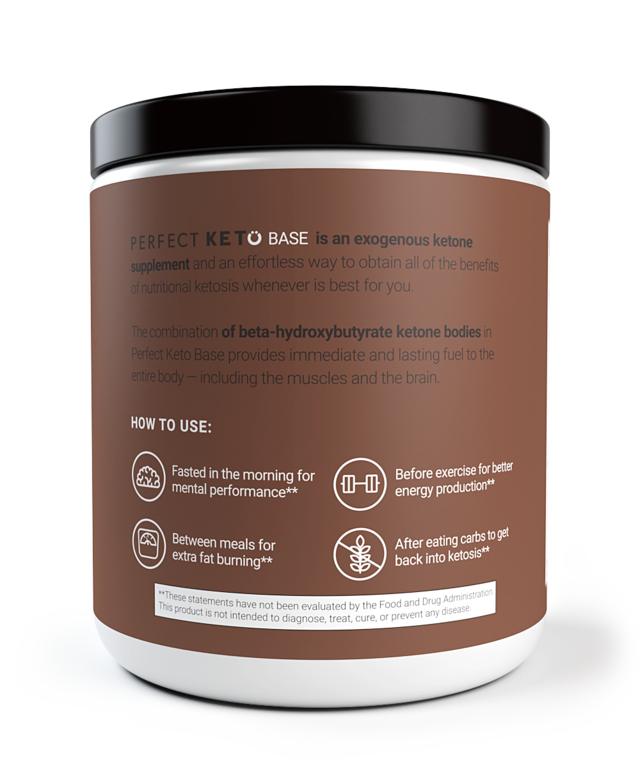 PERFECT KETO BASE is an exogenous ketone
supplement and an effortless way to obtain all of the benefits
of nutritional ketosis whenever is best for you.
The combination of beta-hydroxybutyrate ketone bodies in
Perfect Keto Base provides immediate and lasting fuel to the
entire body – including the muscles and the brain.
HOW TO USE:
Fasted in the morning for
mental performance**
Before exercise for better
energy production**
Between meals for
extra fat burning**
After eating carbs to get
back into ketosis**
**These statements have not been evaluated by the Food and Drug Administration.
This product is not intended to diagnose, treat, cure, or prevent any disease.